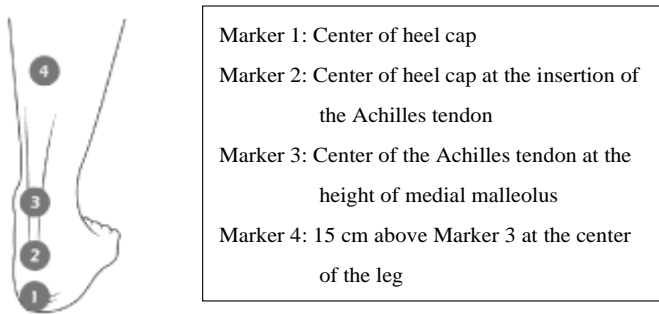 4
3
2
1
Marker 1: Center of heel cap
Marker 2: Center of heel cap at the insertion of
the Achilles tendon
Marker 3: Center of the Achilles tendon at the
height of medial malleolus
Marker 4: 15 cm above Marker 3 at the center
of the leg